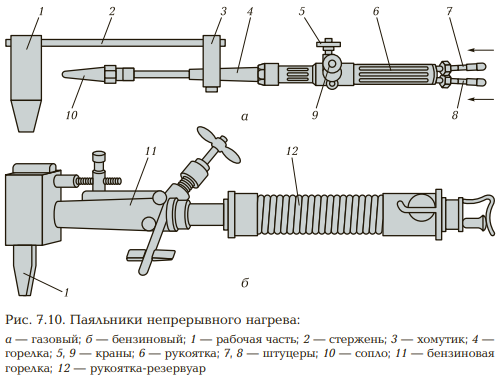 1 2 3 4 5 6 7
10 а 9 8
11 12
1 б
Рис. 7.10. Паяльники непрерывного нагрева:
а — газовый; б — бензиновый; 1 — рабочая часть; 2 — стержень; 3 — хомутик; 4 —
горелка; 5, 9 — краны; 6 — рукоятка; 7, 8 — штуцеры; 10 — сопло; 11 — бензиновая
горелка; 12 — рукоятка-резервуар